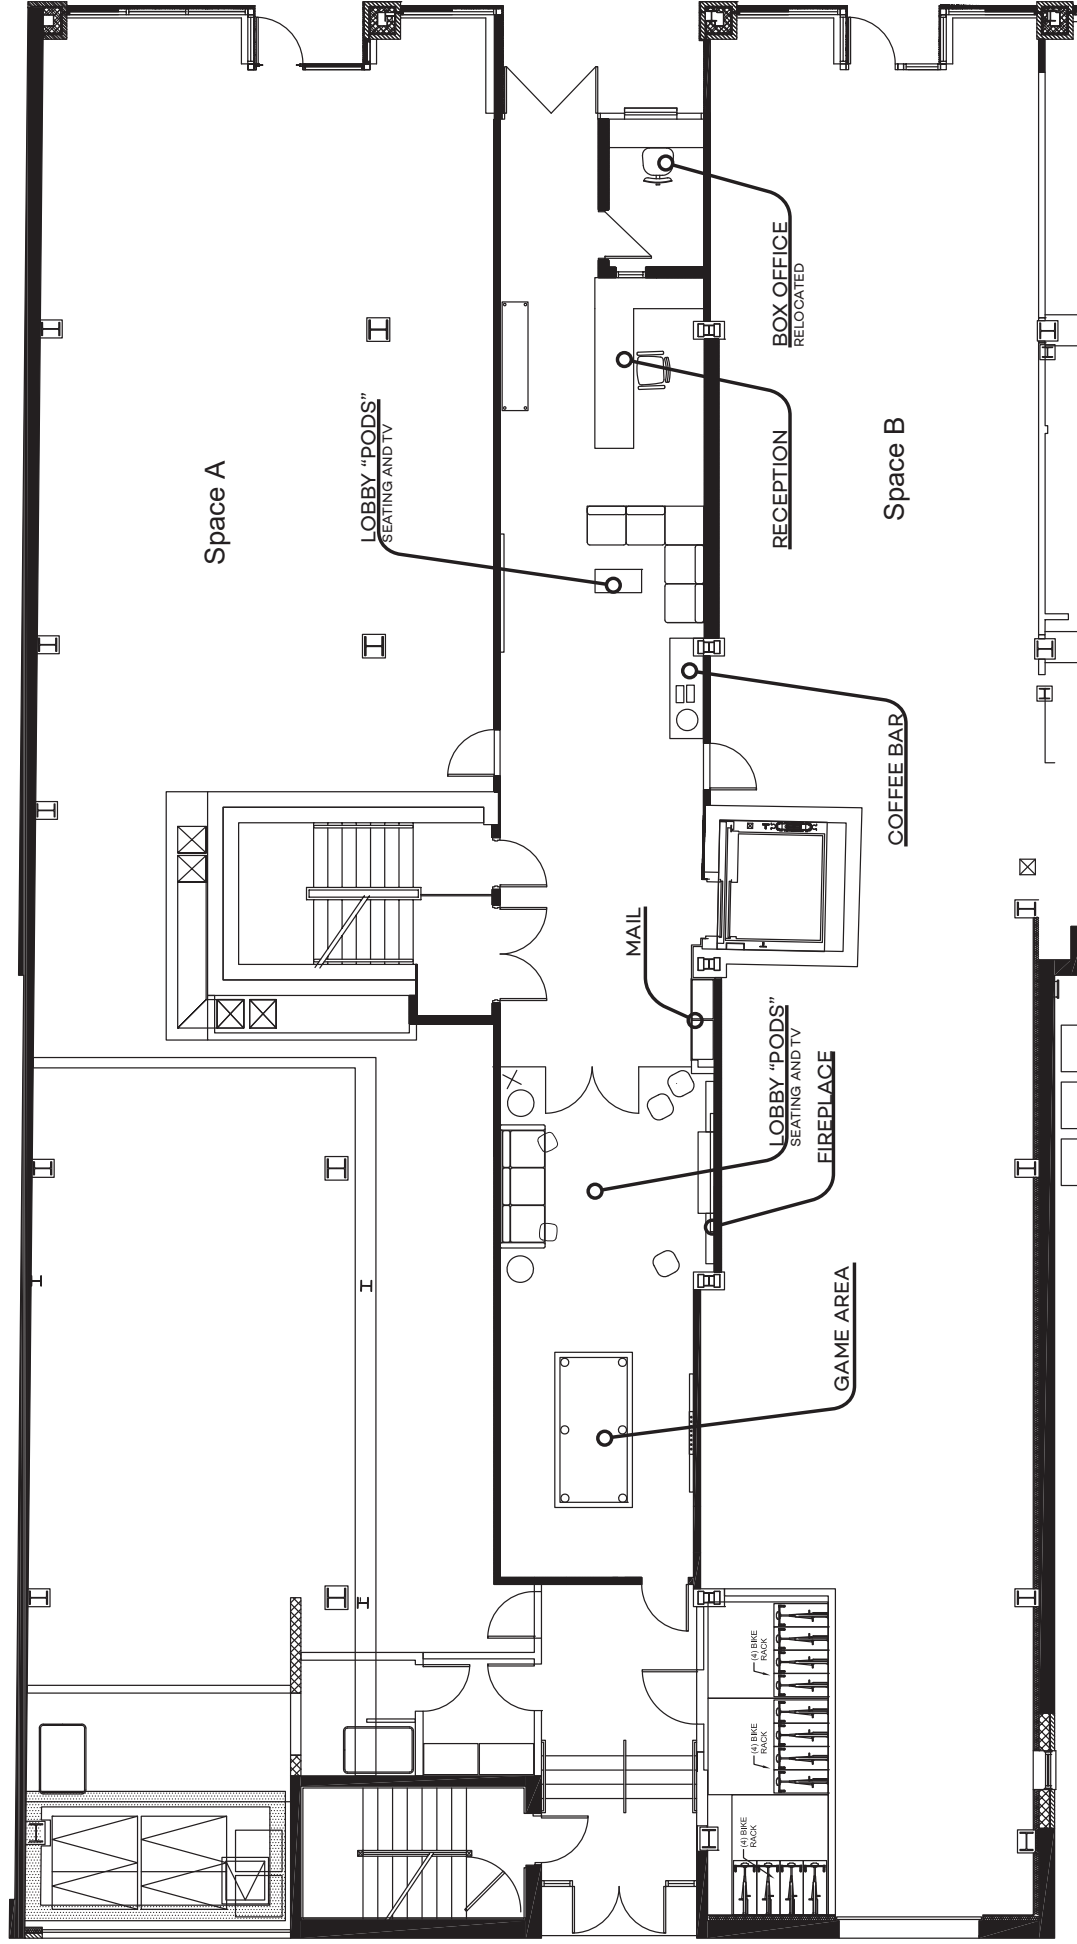 Space A
LOBBY “PODS”
SEATING AND TV
BOX OFFICE
RELOCATED
RECEPTION
Space B
COFFEE BAR
MAIL
LOBBY “PODS”
SEATING AND TV
FIREPLACE
GAME AREA
(4) BIKE
RACK
(4) BIKE
RACK
(4) BIKE
RACK